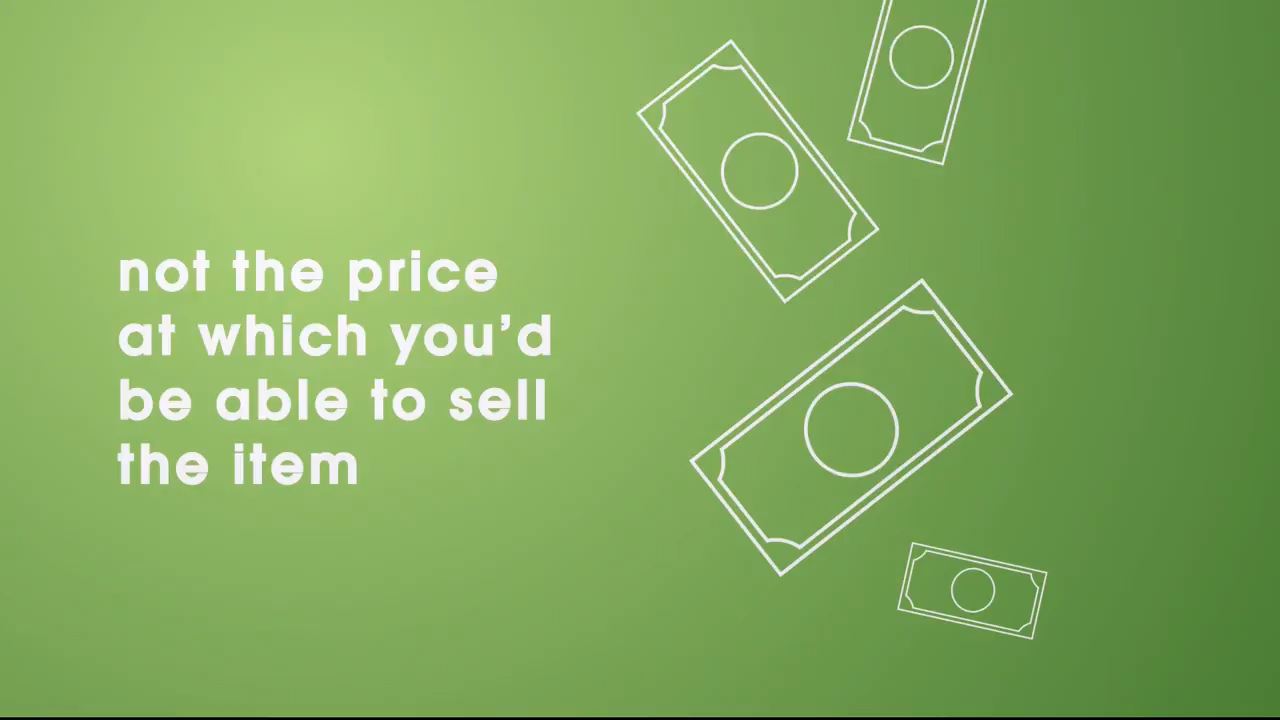 not the price
at which you’d
be able to sell
the item